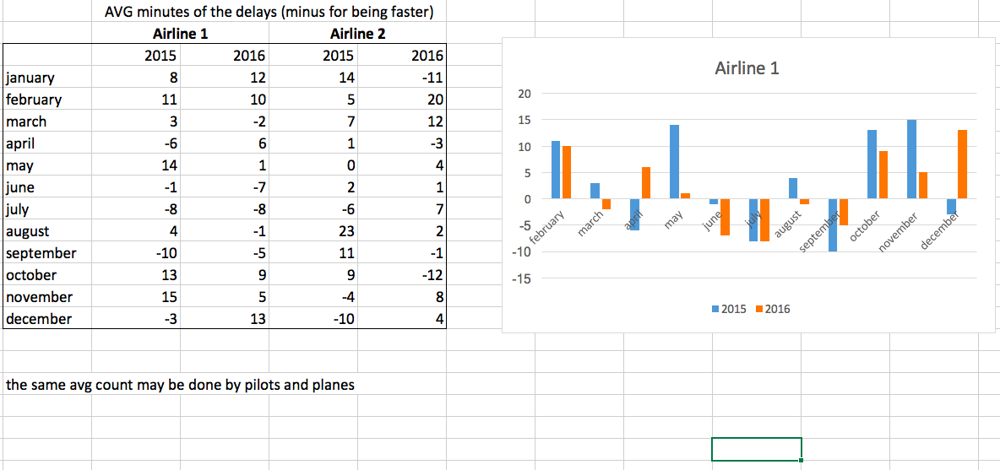 AVG minutes of the delays (minus for being faster)
Airline 1 Airline 2
2015 2016 2015 2016
january 8 12 14 -11
february 11 10 5 20
march 3 -2 7 12
april -6 6 1 -3
may 14 1 0 4
june -1 -7 2 1
july -8 -8 -6 7
august 4 -1 23 2
september -10 -5 11 -1
october 13 9 9 -12
november 15 5 -4 8
december -3 13 -10 4
the same avg count may be done by pilots and planes
Airline 1
20
15
10
5
0
-5
-10
-15
february march april may june july august september october november december
2015 2016